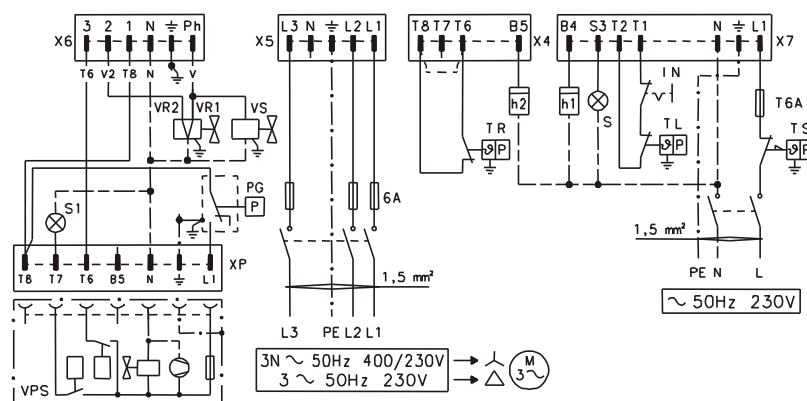 X6 3 2 1 N Ph
T6 V2 T8 N V
VR2 VR1 VS
S1
PG
P
XP
T8 T7 T6 B5 N L1
VPS
X5 L3 N L2 L1
6A
1,5 mm²
L3 PE L2 L1
3N ~ 50Hz 400/230V
3 ~ 50Hz 230V
M
3~
T8 T7 T6 B5 X4
h2
TR
ϑ P
B4 S3 T2 T1 N L1 X7
h1
S
IN
TL
ϑ P
T6A
TS
ϑ P
1,5 mm²
PE N L
~ 50Hz 230V